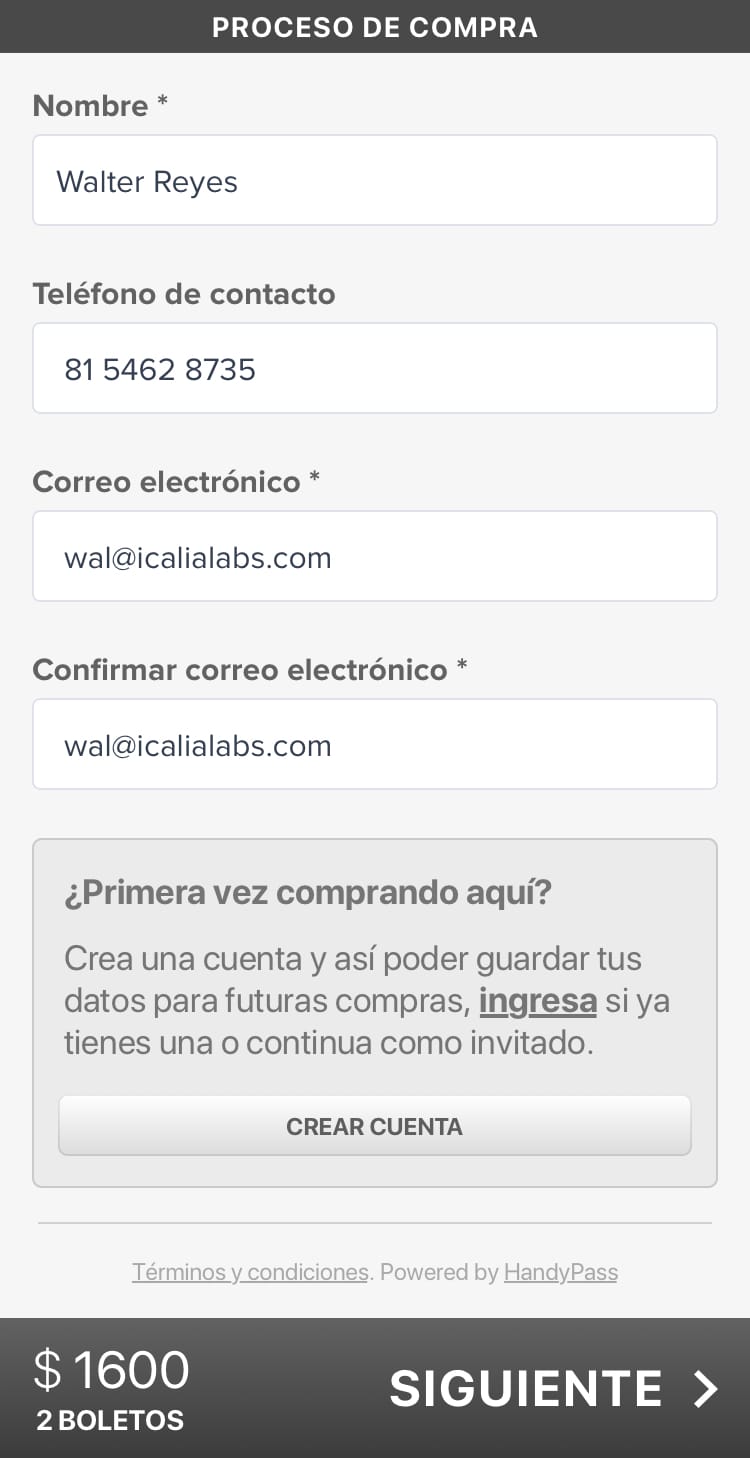 PROCESO DE COMPRA
Nombre *
Walter Reyes
Teléfono de contacto
81 5462 8735
Correo electrónico *
wal@icalialabs.com
Confirmar correo electrónico *
wal@icalialabs.com
¿Primera vez comprando aquí?
Crea una cuenta y así poder guardar tus
datos para futuras compras, ingresa si ya
tienes una o continua como invitado.
CREAR CUENTA
Términos y condiciones. Powered by HandyPass
$ 1600
2 BOLETOS
SIGUIENTE